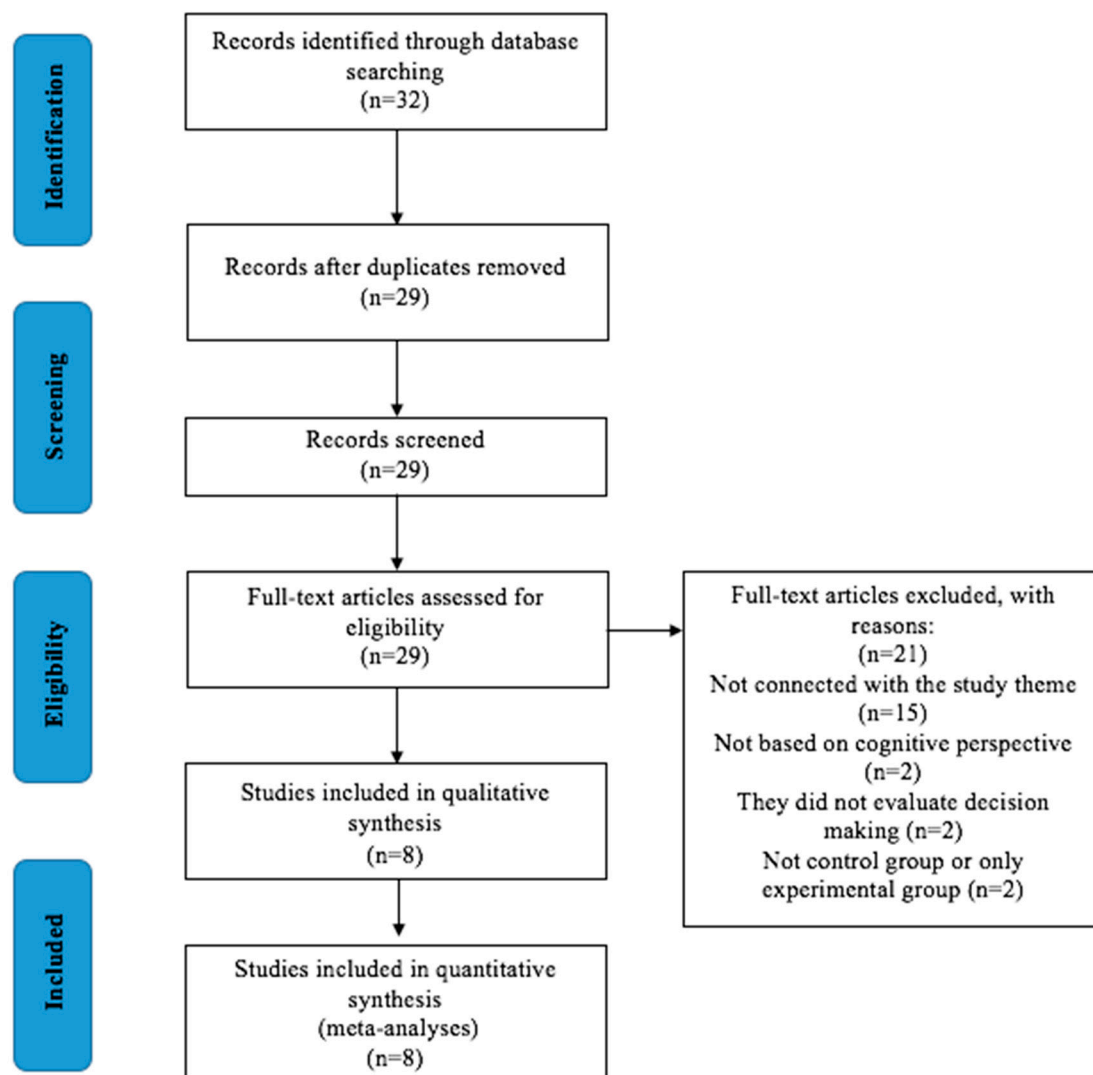 Identification
Records identified through database
searching
(n=32)
Records after duplicates removed
(n=29)
Screening
Records screened
(n=29)
Eligibility
Full-text articles assessed for
eligibility
(n=29)
Full-text articles excluded, with
reasons:
(n=21)
Not connected with the study theme
(n=15)
Not based on cognitive perspective
(n=2)
They did not evaluate decision
making (n=2)
Not control group or only
experimental group (n=2)
Studies included in qualitative
synthesis
(n=8)
Included
Studies included in quantitative
synthesis
(meta-analyses)
(n=8)